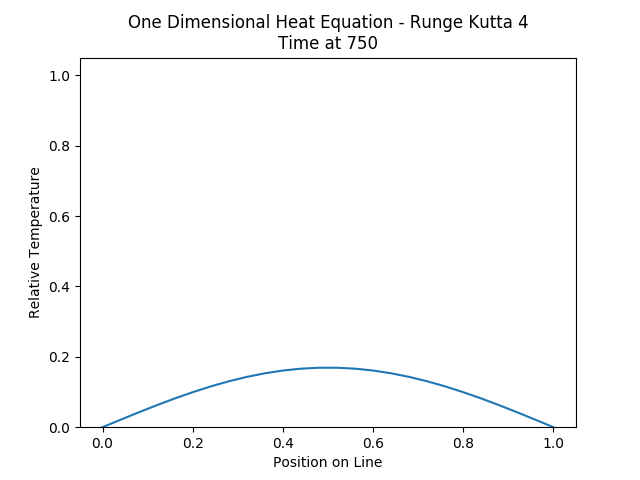 One Dimensional Heat Equation - Runge Kutta 4
Time at 750
1.0
0.8
0.6
0.4
0.2
0.0
Relative Temperature
0.0 0.2 0.4 0.6 0.8 1.0
Position on Line